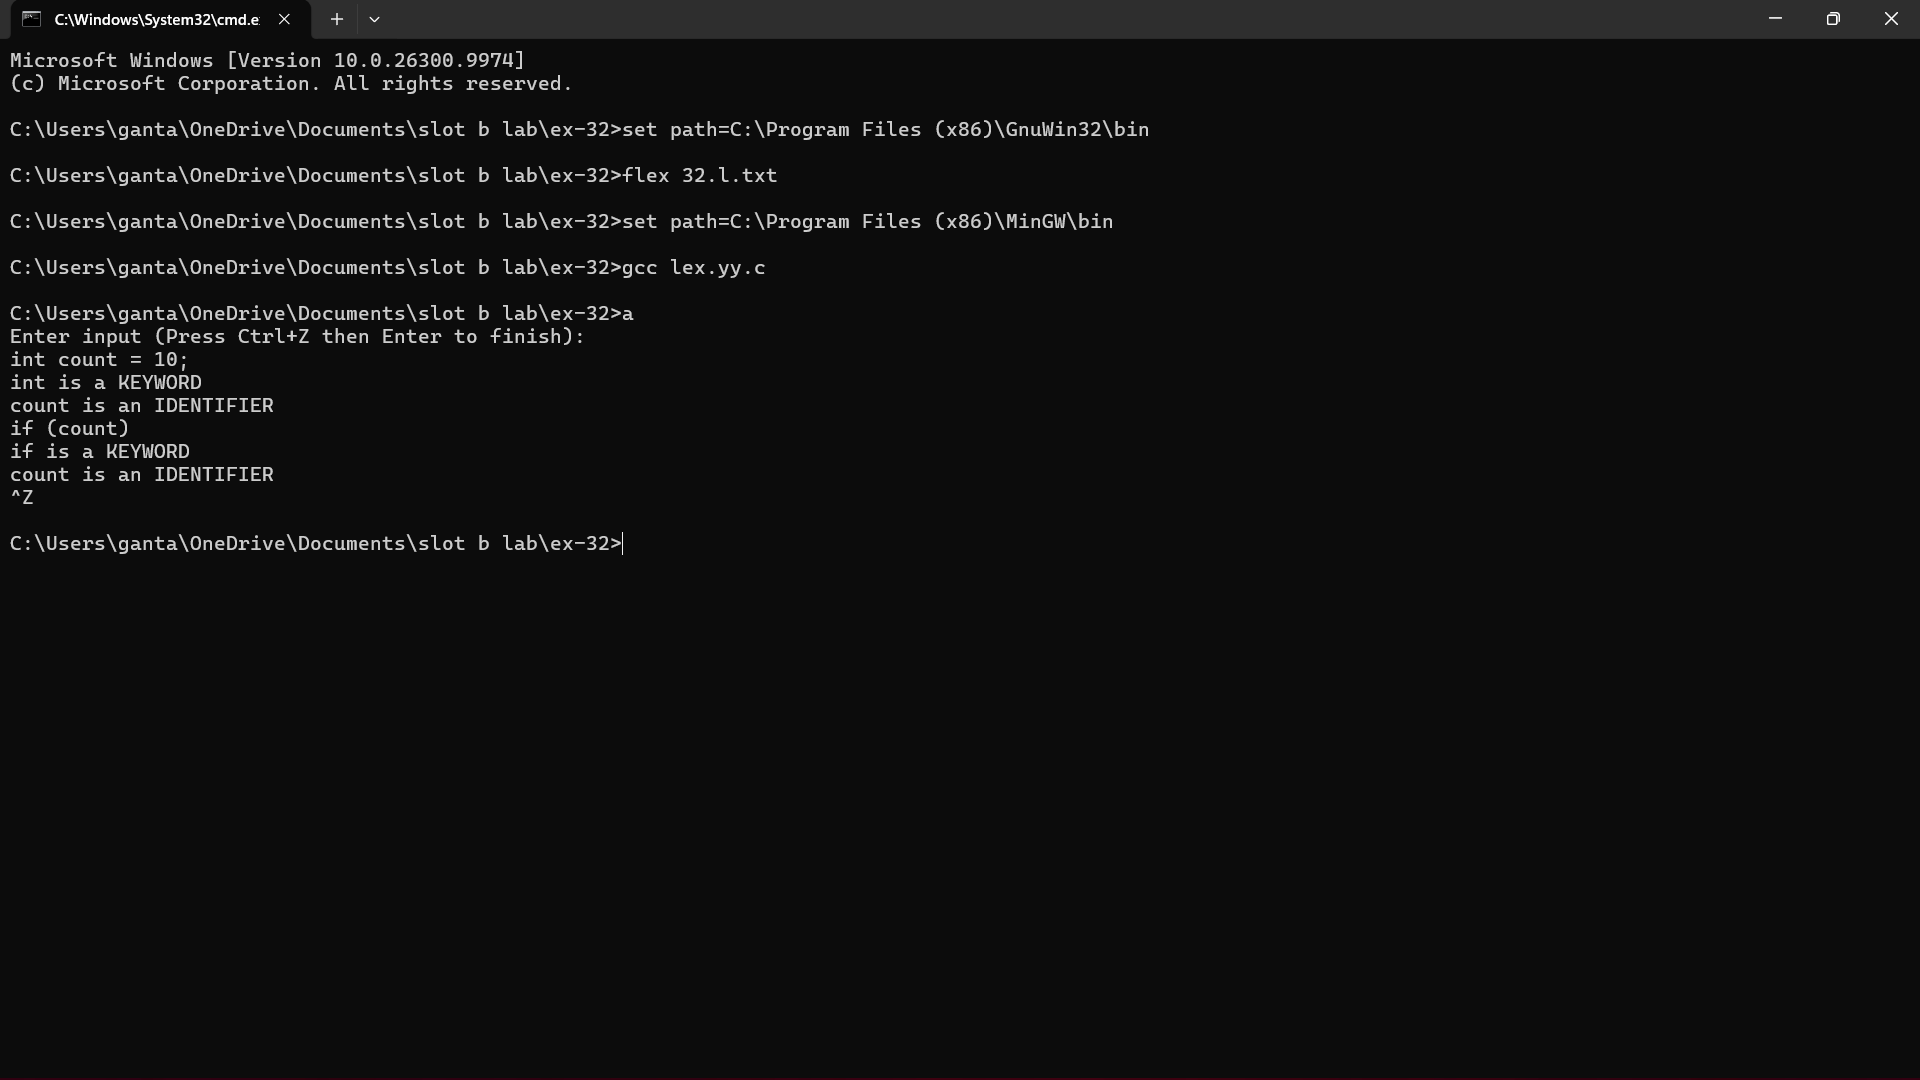 C:\Windows\System32\cmd.e
Microsoft Windows [Version 10.0.26300.9974]
(c) Microsoft Corporation. All rights reserved.
C:\Users\ganta\OneDrive\Documents\slot b lab\ex-32>set path=C:\Program Files (x86)\GnuWin32\bin
C:\Users\ganta\OneDrive\Documents\slot b lab\ex-32>flex 32.l.txt
C:\Users\ganta\OneDrive\Documents\slot b lab\ex-32>set path=C:\Program Files (x86)\MinGW\bin
C:\Users\ganta\OneDrive\Documents\slot b lab\ex-32>gcc lex.yy.c
C:\Users\ganta\OneDrive\Documents\slot b lab\ex-32>a
Enter input (Press Ctrl+Z then Enter to finish):
int count = 10;
int is a KEYWORD
count is an IDENTIFIER
if (count)
if is a KEYWORD
count is an IDENTIFIER
^Z
C:\Users\ganta\OneDrive\Documents\slot b lab\ex-32>